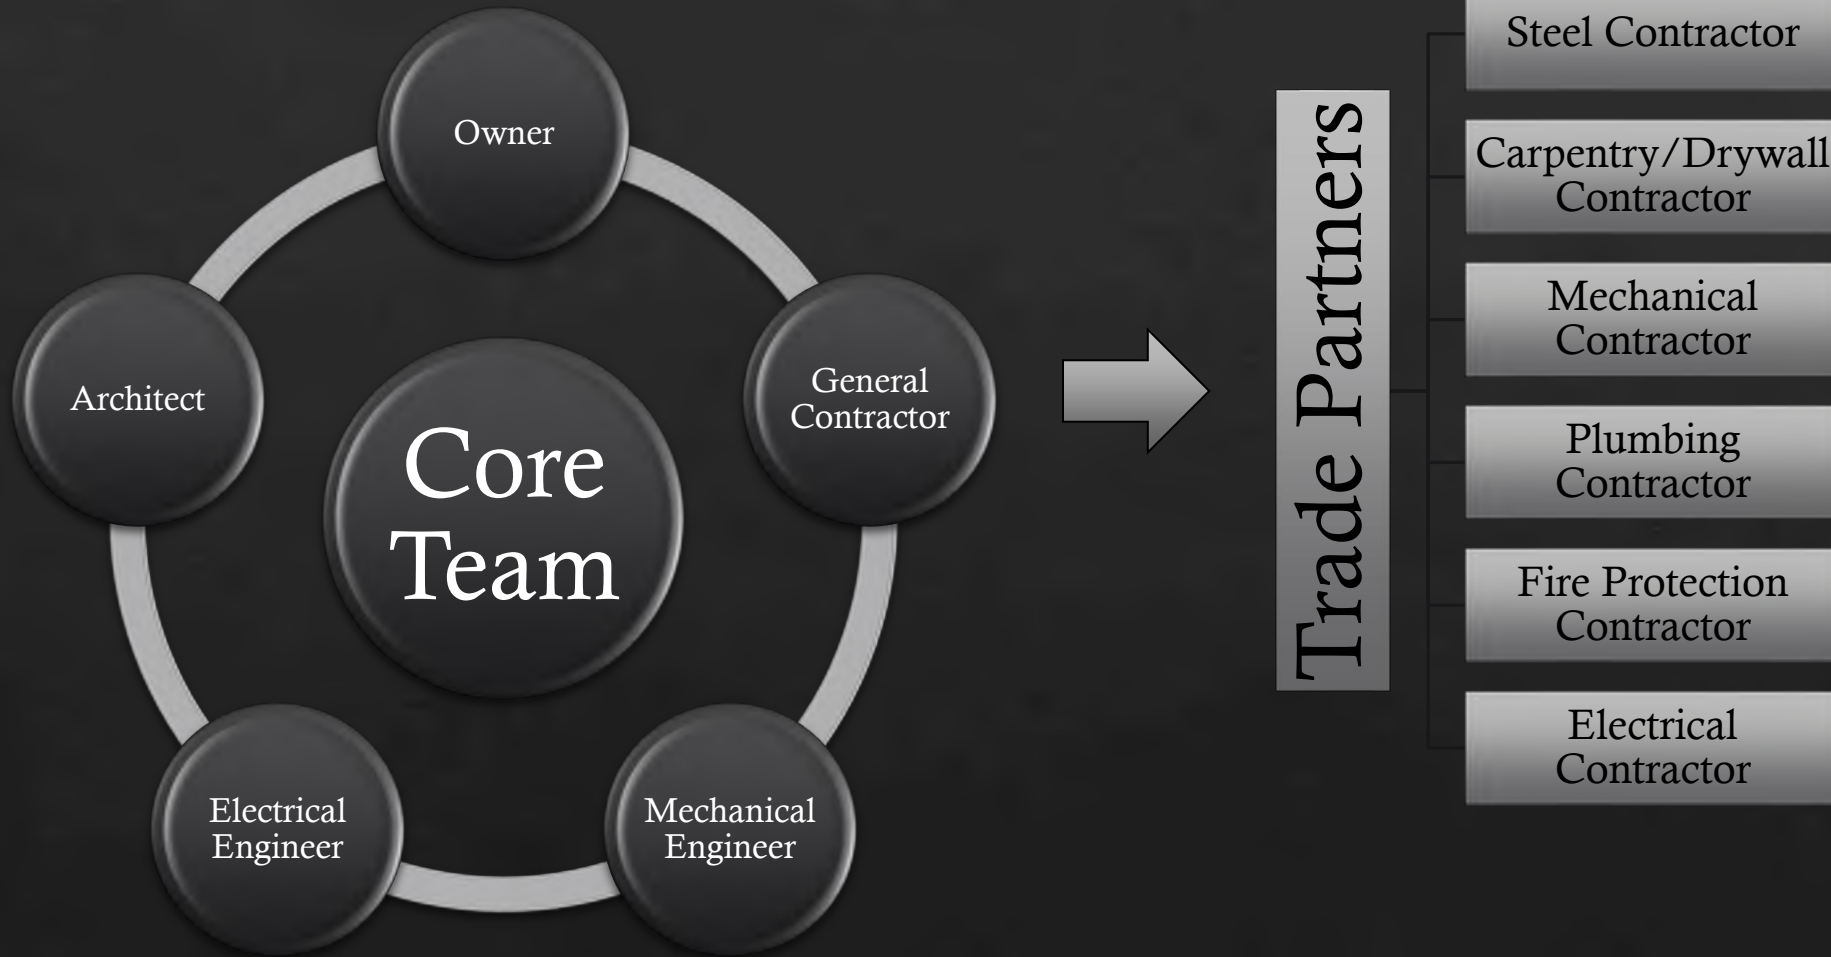 Owner
General
Contractor
Mechanical
Engineer
Electrical
Engineer
Architect
Core
Team
Trade Partners
Steel Contractor
Carpentry/Drywall
Contractor
Mechanical
Contractor
Plumbing
Contractor
Fire Protection
Contractor
Electrical
Contractor